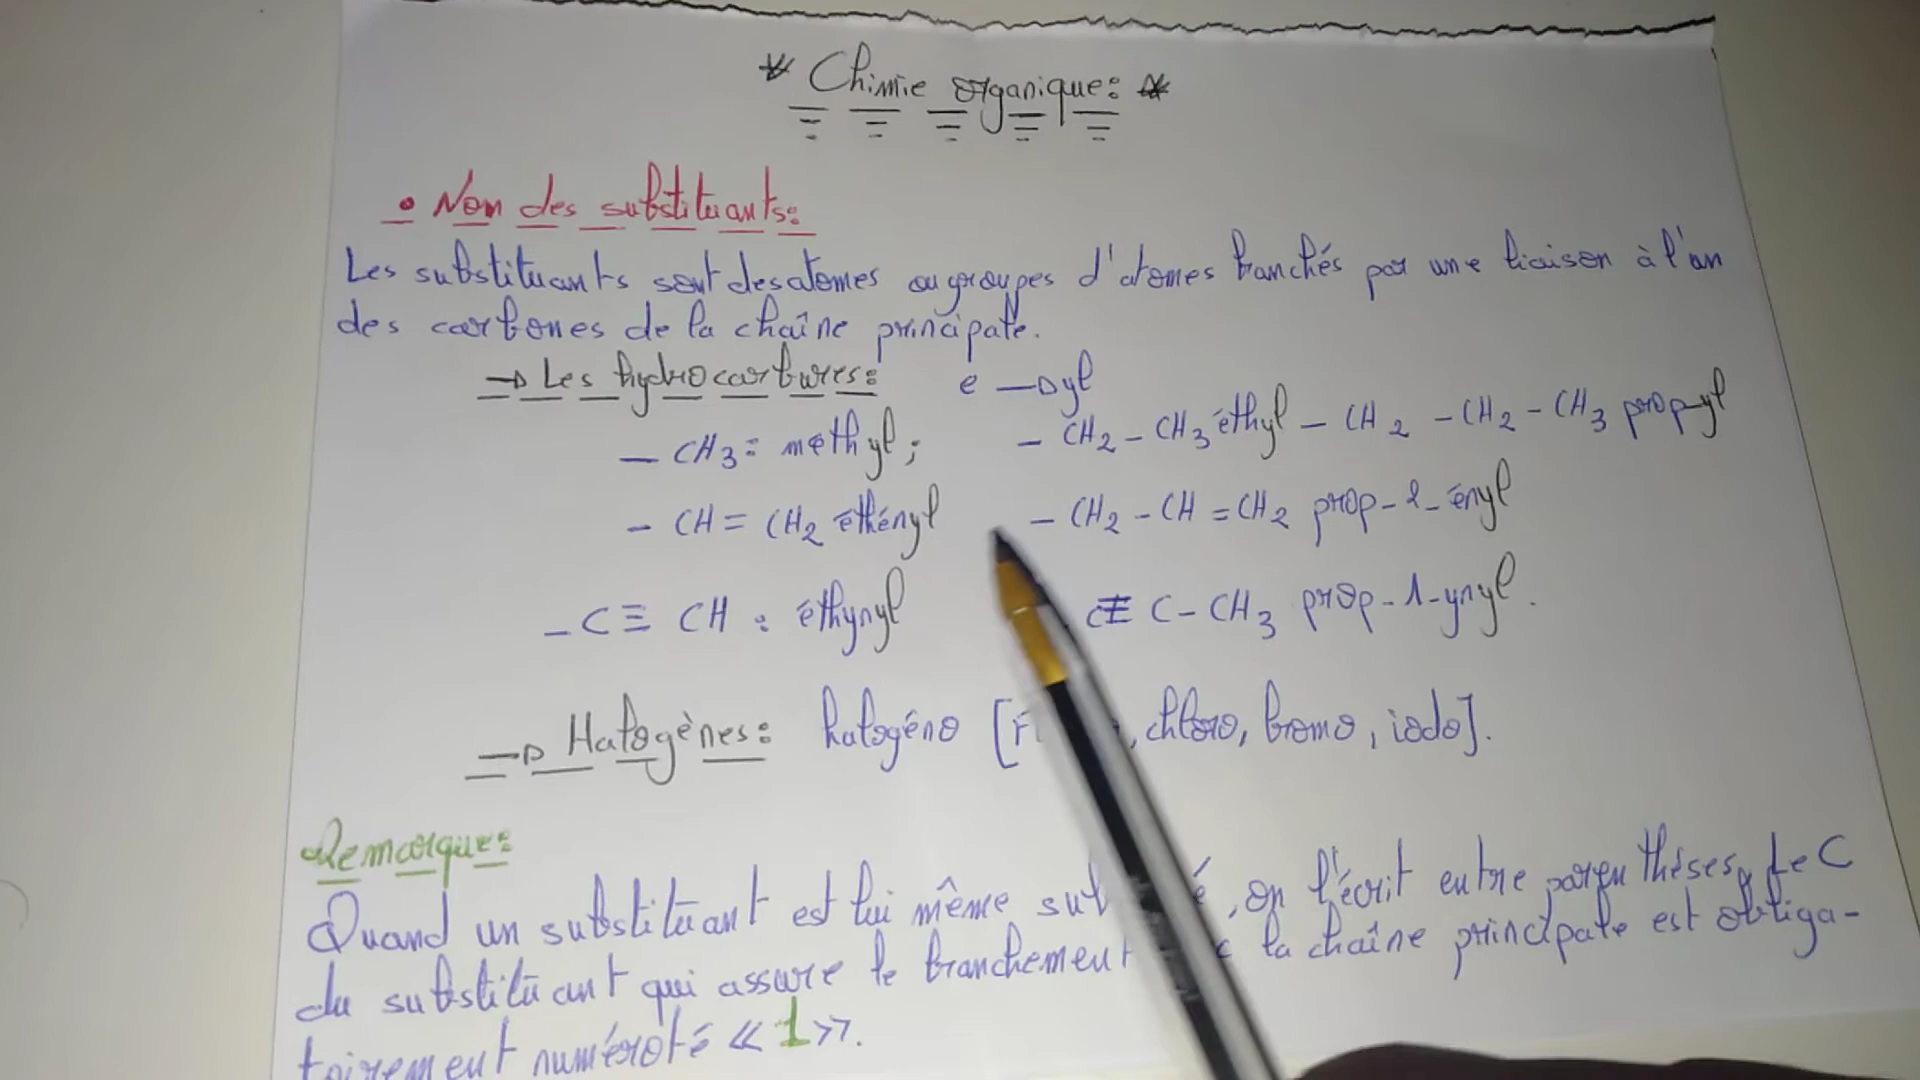 * Chimie organique: *
• Nom des substituants:
Les substituants sont des atomes ou groupes d'atomes branchés par une liaison à l'un
des carbones de la chaîne principale.
→ Les hydrocarbures: e → yl
- CH3: méthyl; - CH2 - CH3 éthyl - CH2 - CH2 - CH3 prop-yl
- CH = CH2 éthényl - CH2 - CH = CH2 prop-2-ényl
- C ≡ CH : éthynyl C ≡ C - CH3 prop-1-ynyl.
→ Halogènes: halogéno [F , chloro, bromo, iodo].
Remarque:
Quand un substituant est lui même , on l'écrit entre parenthèses, Le C
du substituant qui assure le branchement la chaîne principale est obliga-
toirement numéroté « 1 ».